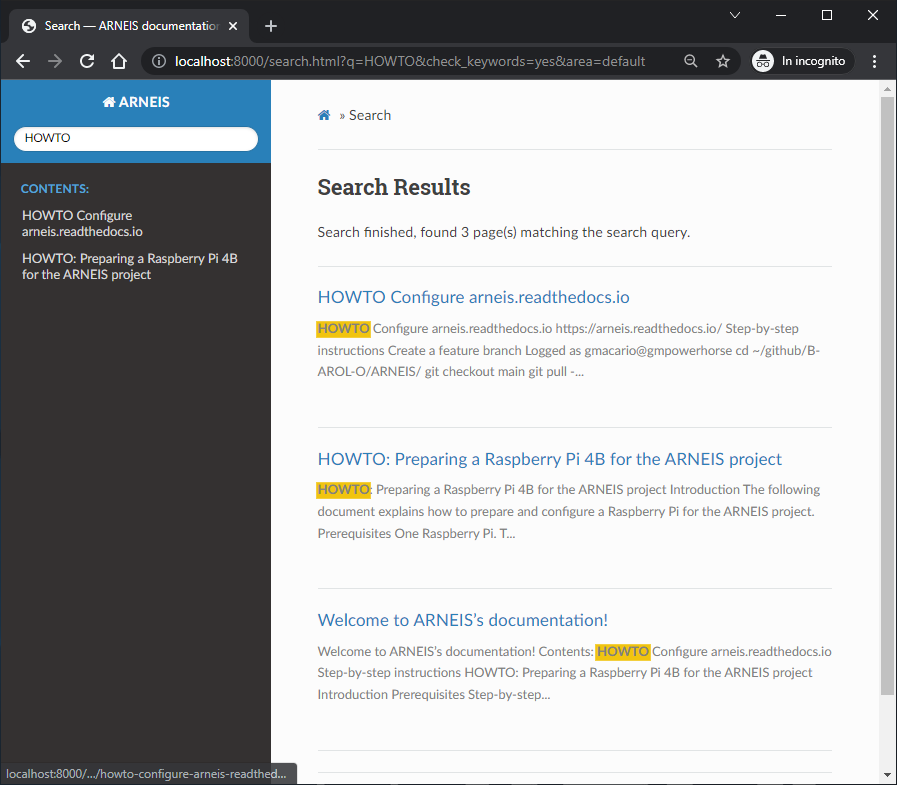 Search — ARNEIS documentation
localhost:8000/search.html?q=HOWTO&check_keywords=yes&area=default
In incognito
ARNEIS
HOWTO
CONTENTS:
HOWTO Configure
arneis.readthedocs.io
HOWTO: Preparing a Raspberry Pi 4B
for the ARNEIS project
» Search
Search Results
Search finished, found 3 page(s) matching the search query.
HOWTO Configure arneis.readthedocs.io
HOWTO Configure arneis.readthedocs.io https://arneis.readthedocs.io/ Step-by-step
instructions Create a feature branch Logged as gmacario@gmpowerhorse cd ~/github/B-
AROL-O/ARNEIS/ git checkout main git pull -...
HOWTO: Preparing a Raspberry Pi 4B for the ARNEIS project
HOWTO: Preparing a Raspberry Pi 4B for the ARNEIS project Introduction The following
document explains how to prepare and configure a Raspberry Pi for the ARNEIS project.
Prerequisites One Raspberry Pi. T...
Welcome to ARNEIS’s documentation!
Welcome to ARNEIS’s documentation! Contents: HOWTO Configure arneis.readthedocs.io
Step-by-step instructions HOWTO: Preparing a Raspberry Pi 4B for the ARNEIS project
Introduction Prerequisites Step-by-step...
localhost:8000/.../howto-configure-arneis-readthed...